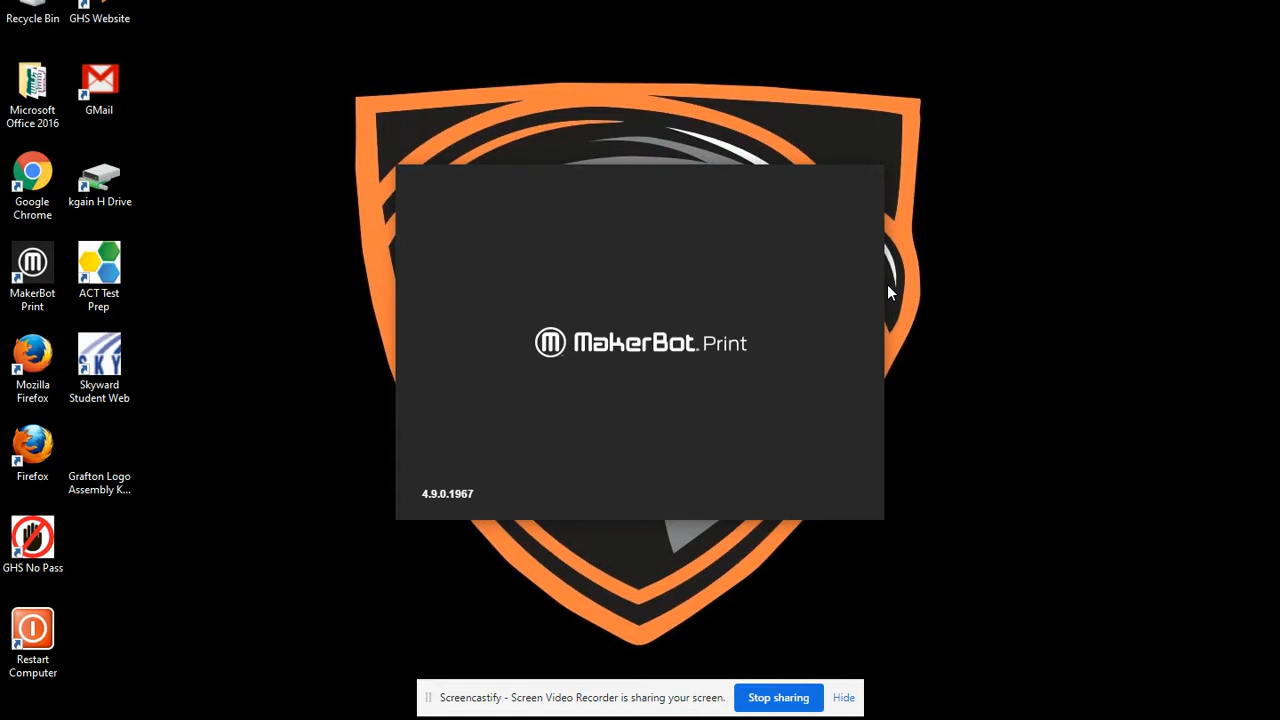 Recycle Bin
GHS Website
Microsoft
Office 2016
GMail
Google
Chrome
kgain H Drive
MakerBot
Print
ACT Test
Prep
Mozilla
Firefox
SKY
Skyward
Student Web
Firefox
Grafton Logo
Assembly K...
GHS No Pass
Restart
Computer
M MakerBot. Print
4.9.0.1967
Screencastify - Screen Video Recorder is sharing your screen.
Stop sharing
Hide